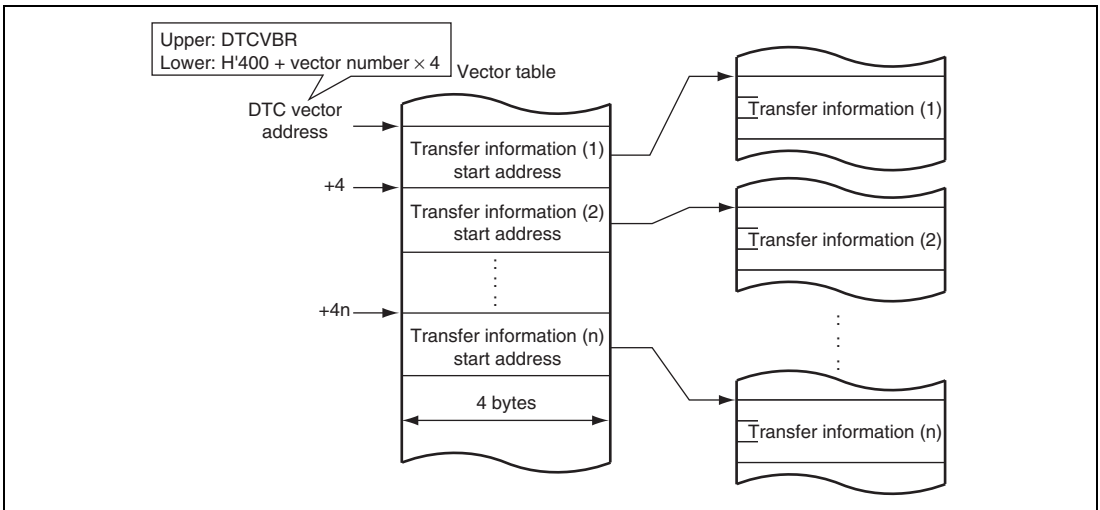 Upper: DTCVBR
Lower: H'400 + vector number × 4
Vector table
DTC vector
address
Transfer information (1)
start address
+4
Transfer information (2)
start address
+4n
Transfer information (n)
start address
4 bytes
Transfer information (1)
Transfer information (2)
Transfer information (n)